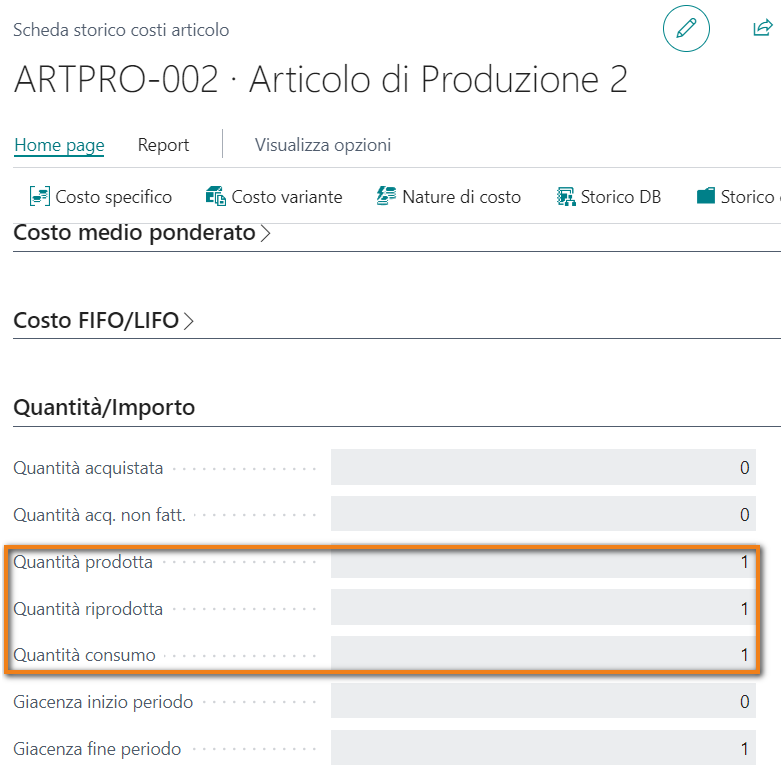 Scheda storico costi articolo
ARTPRO-002 · Articolo di Produzione 2
Home page Report Visualizza opzioni
Costo specifico Costo variante Nature di costo Storico DB Storico
Costo medio ponderato
Costo FIFO/LIFO
Quantità/Importo
Quantità acquistata 0
Quantità acq. non fatt. 0
Quantità prodotta 1
Quantità riprodotta 1
Quantità consumo 1
Giacenza inizio periodo 0
Giacenza fine periodo 1